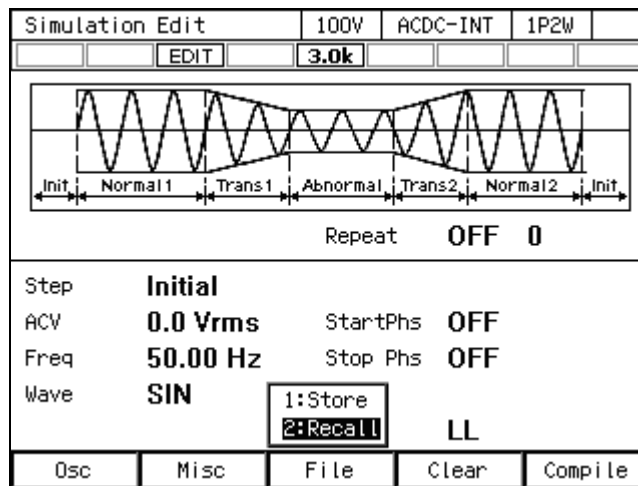 Simulation Edit 100V ACDC-INT 1P2W
EDIT 3.0k
Init Normal1 Trans1 Abnormal Trans2 Normal2 Init
Repeat OFF 0
Step Initial
ACV 0.0 Vrms StartPhs OFF
Freq 50.00 Hz Stop Phs OFF
Wave SIN
1:Store
2:Recall LL
Osc Misc File Clear Compile